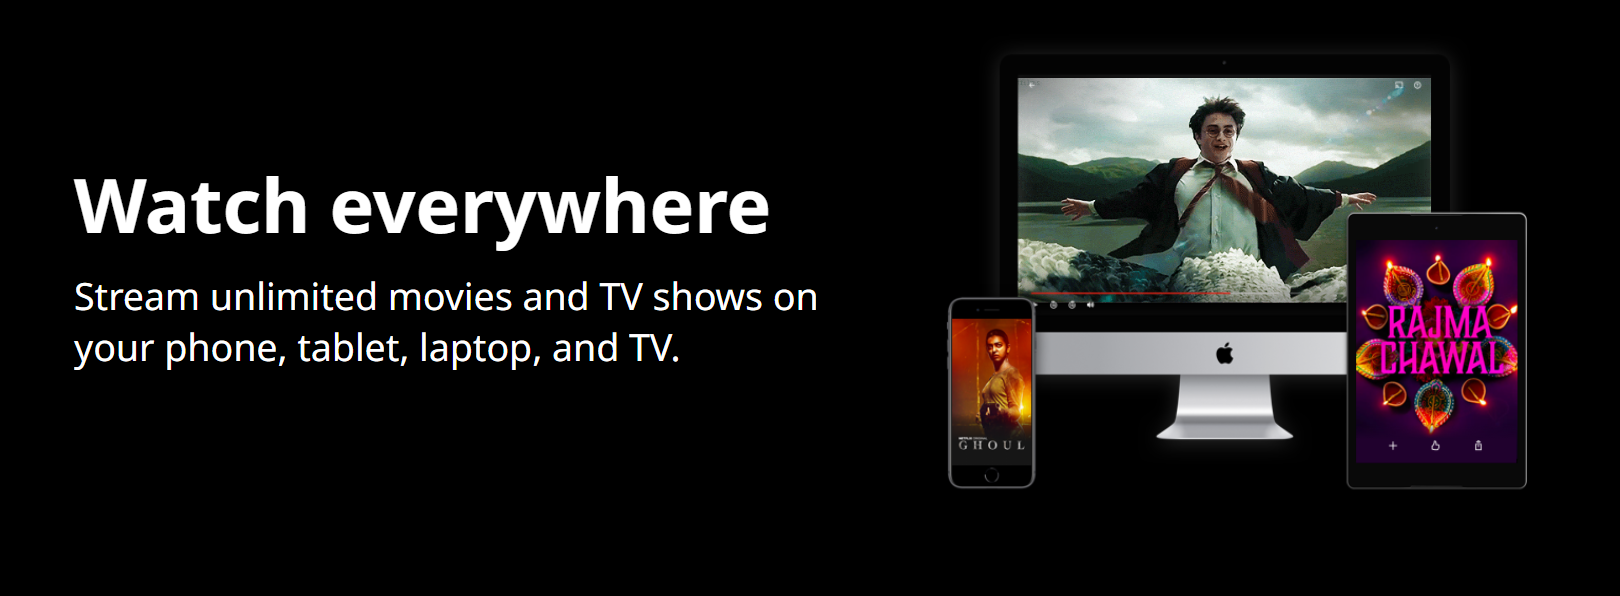 Watch everywhere
Stream unlimited movies and TV shows on
your phone, tablet, laptop, and TV.
GHOUL
RAJMA
CHAWAL